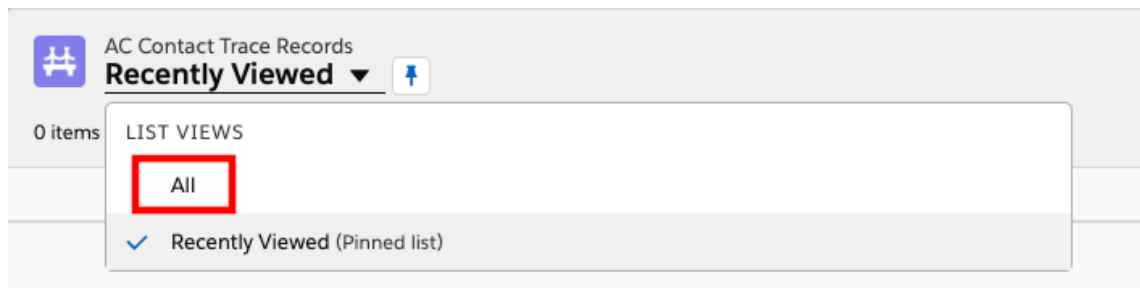 AC Contact Trace Records
Recently Viewed
0 items
LIST VIEWS
All
Recently Viewed (Pinned list)